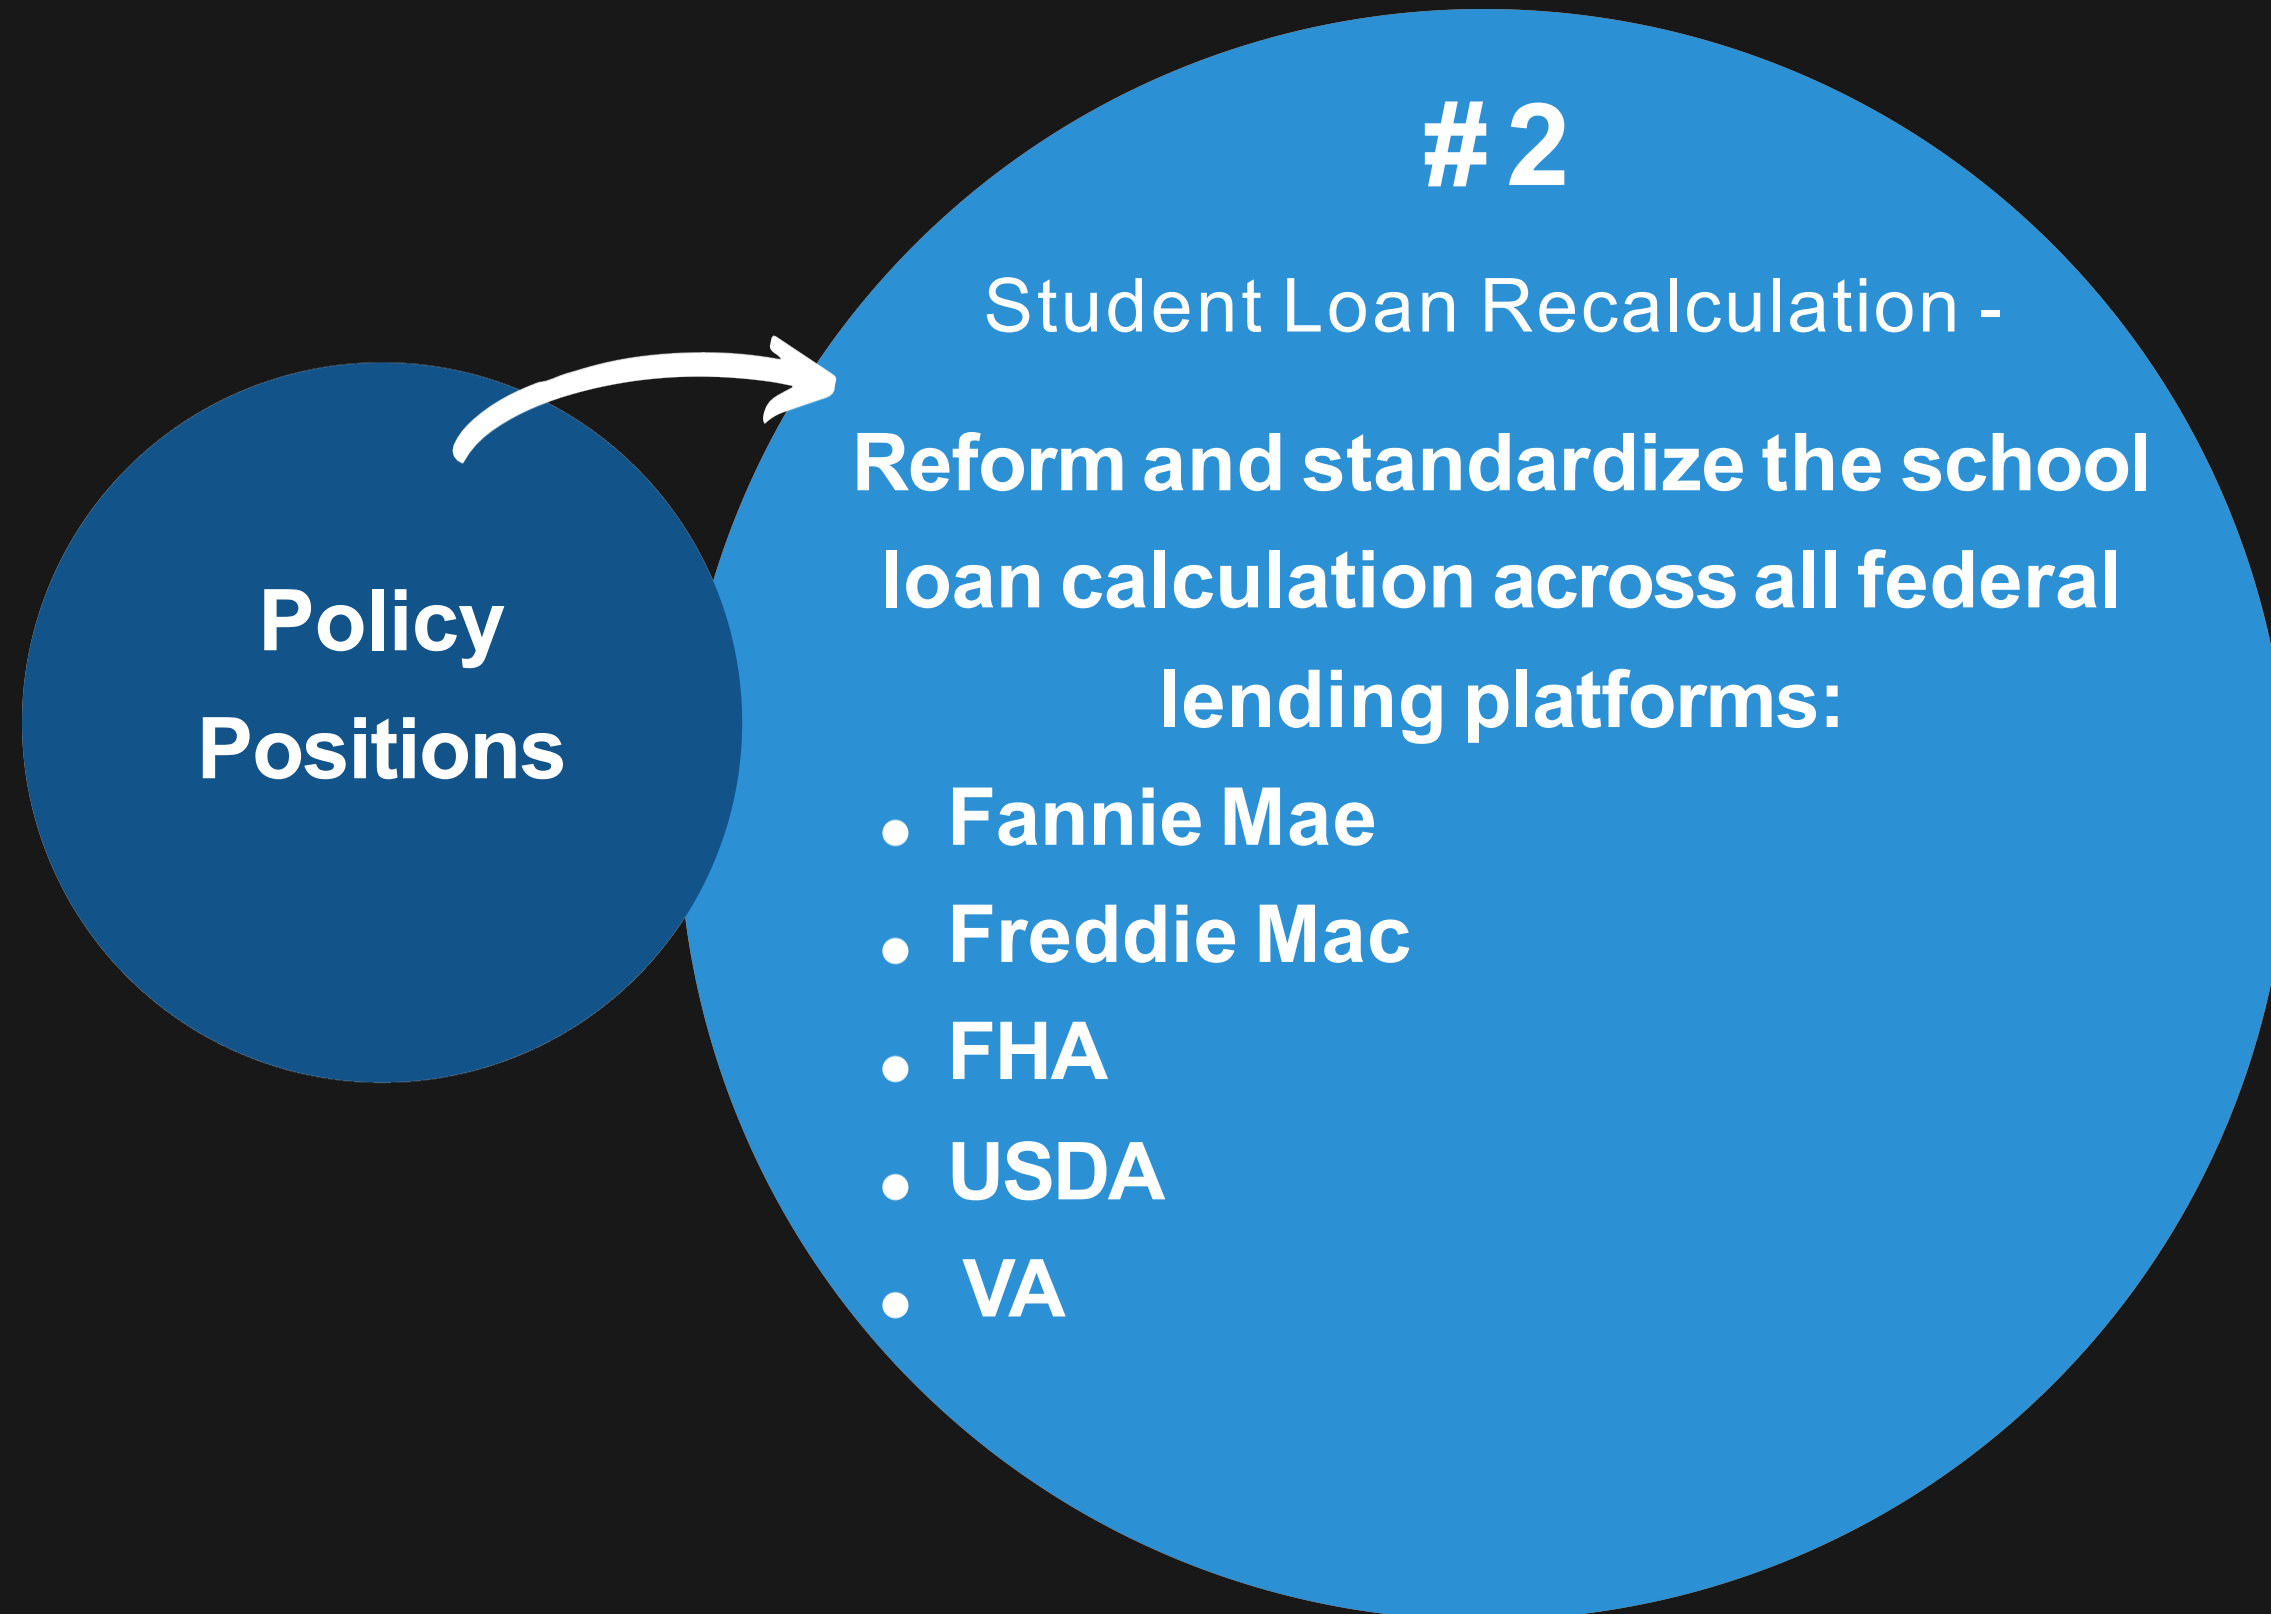 Policy
Positions
#2
Student Loan Recalculation -
Reform and standardize the school
loan calculation across all federal
lending platforms:
• Fannie Mae
• Freddie Mac
• FHA
• USDA
• VA